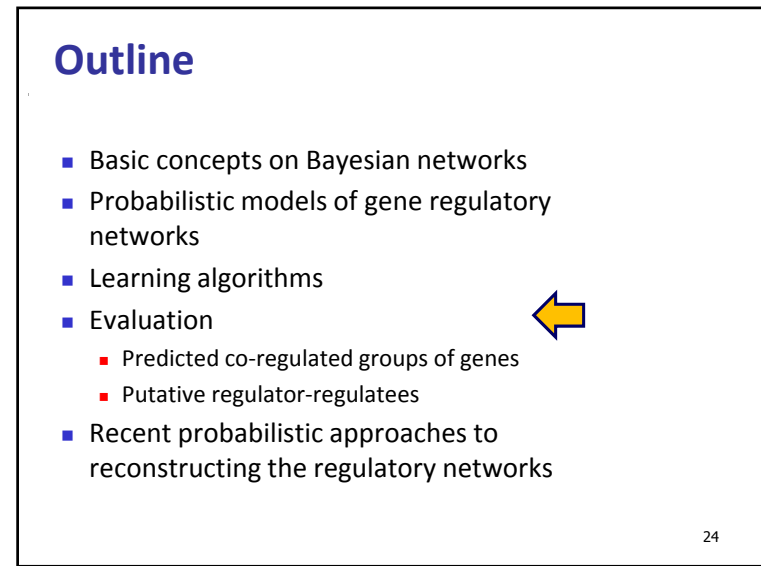 Outline
Basic concepts on Bayesian networks
Probabilistic models of gene regulatory
networks
Learning algorithms
Evaluation
Predicted co-regulated groups of genes
Putative regulator-regulatees
Recent probabilistic approaches to
reconstructing the regulatory networks
24